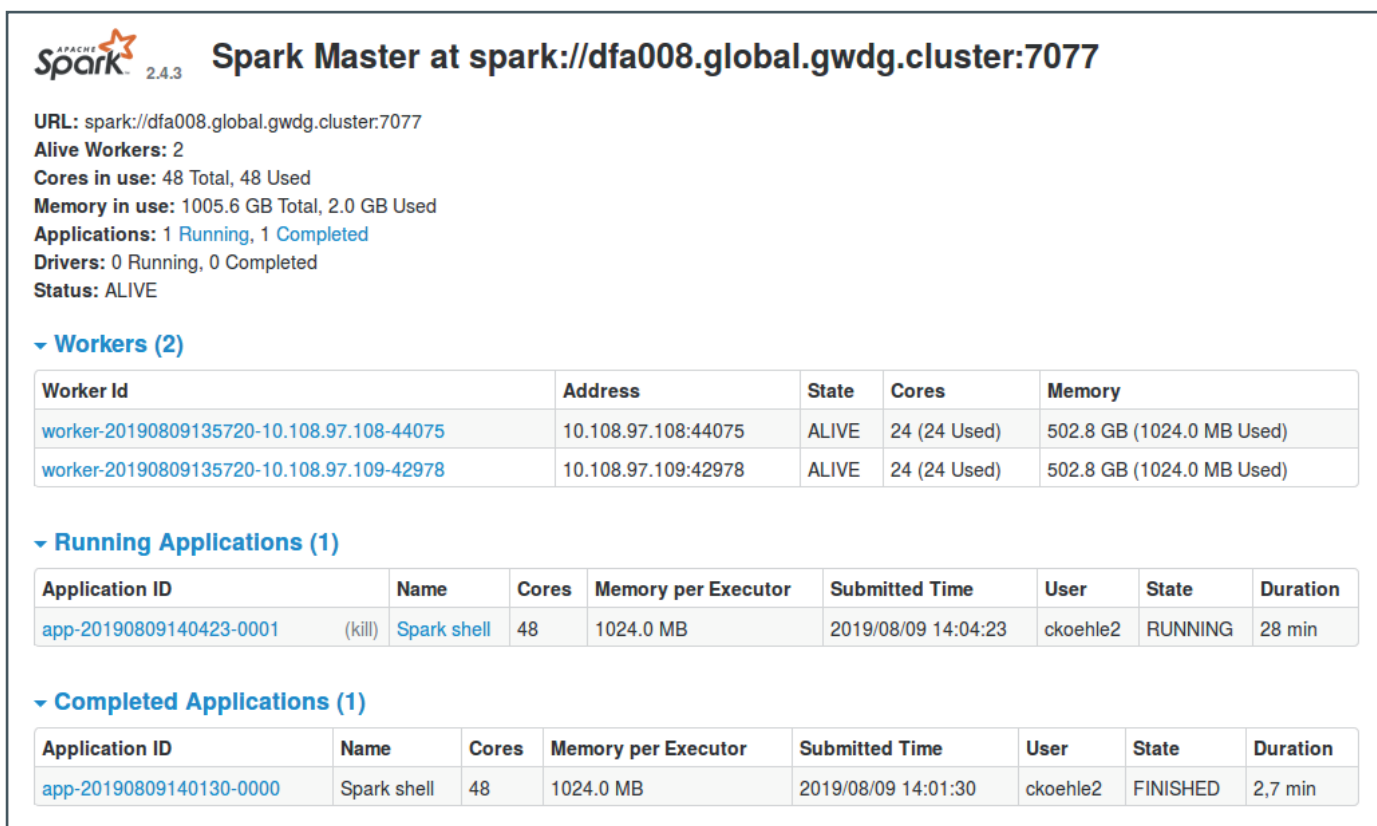 APACHE Spark 2.4.3 Spark Master at spark://dfa008.global.gwdg.cluster:7077
URL: spark://dfa008.global.gwdg.cluster:7077
Alive Workers: 2
Cores in use: 48 Total, 48 Used
Memory in use: 1005.6 GB Total, 2.0 GB Used
Applications: 1 Running, 1 Completed
Drivers: 0 Running, 0 Completed
Status: ALIVE
Workers (2)
Worker Id Address State Cores Memory
worker-20190809135720-10.108.97.108-44075 10.108.97.108:44075 ALIVE 24 (24 Used) 502.8 GB (1024.0 MB Used)
worker-20190809135720-10.108.97.109-42978 10.108.97.109:42978 ALIVE 24 (24 Used) 502.8 GB (1024.0 MB Used)
Running Applications (1)
Application ID Name Cores Memory per Executor Submitted Time User State Duration
app-20190809140423-0001 (kill) Spark shell 48 1024.0 MB 2019/08/09 14:04:23 ckoehle2 RUNNING 28 min
Completed Applications (1)
Application ID Name Cores Memory per Executor Submitted Time User State Duration
app-20190809140130-0000 Spark shell 48 1024.0 MB 2019/08/09 14:01:30 ckoehle2 FINISHED 2,7 min